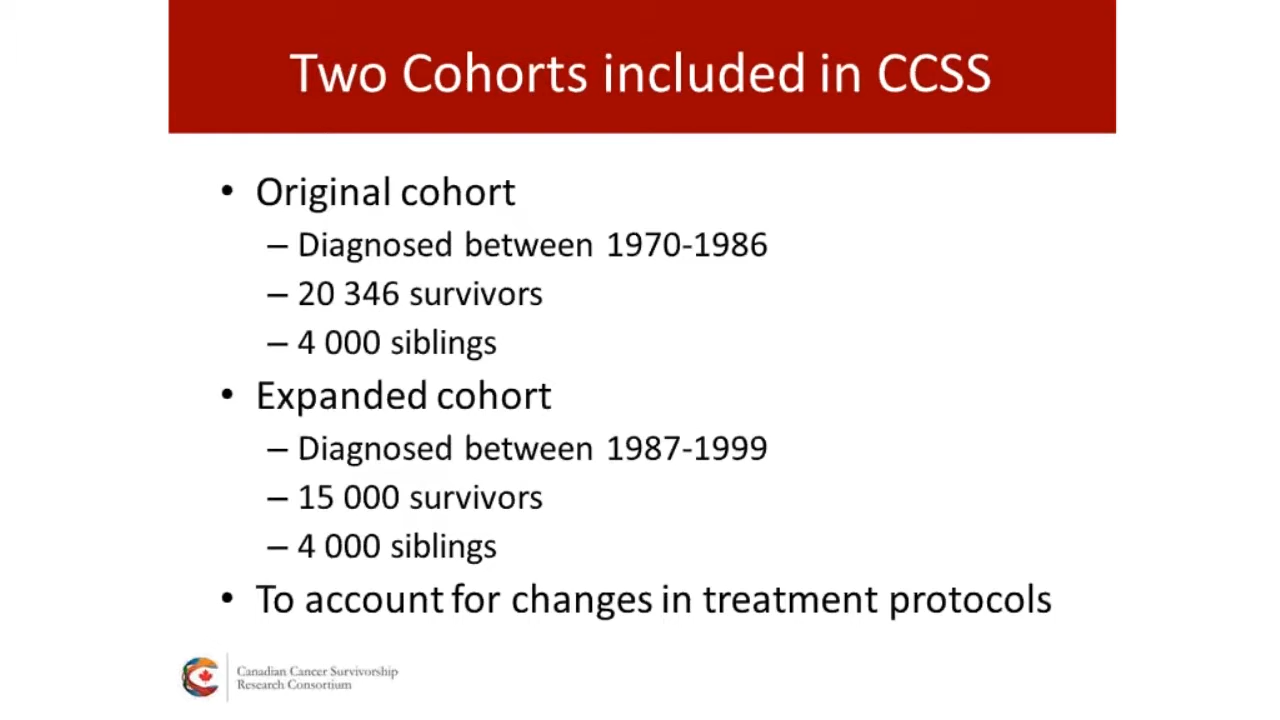 Two Cohorts included in CCSS
• Original cohort
– Diagnosed between 1970-1986
– 20 346 survivors
– 4 000 siblings
• Expanded cohort
– Diagnosed between 1987-1999
– 15 000 survivors
– 4 000 siblings
• To account for changes in treatment protocols
Canadian Cancer Survivorship
Research Consortium